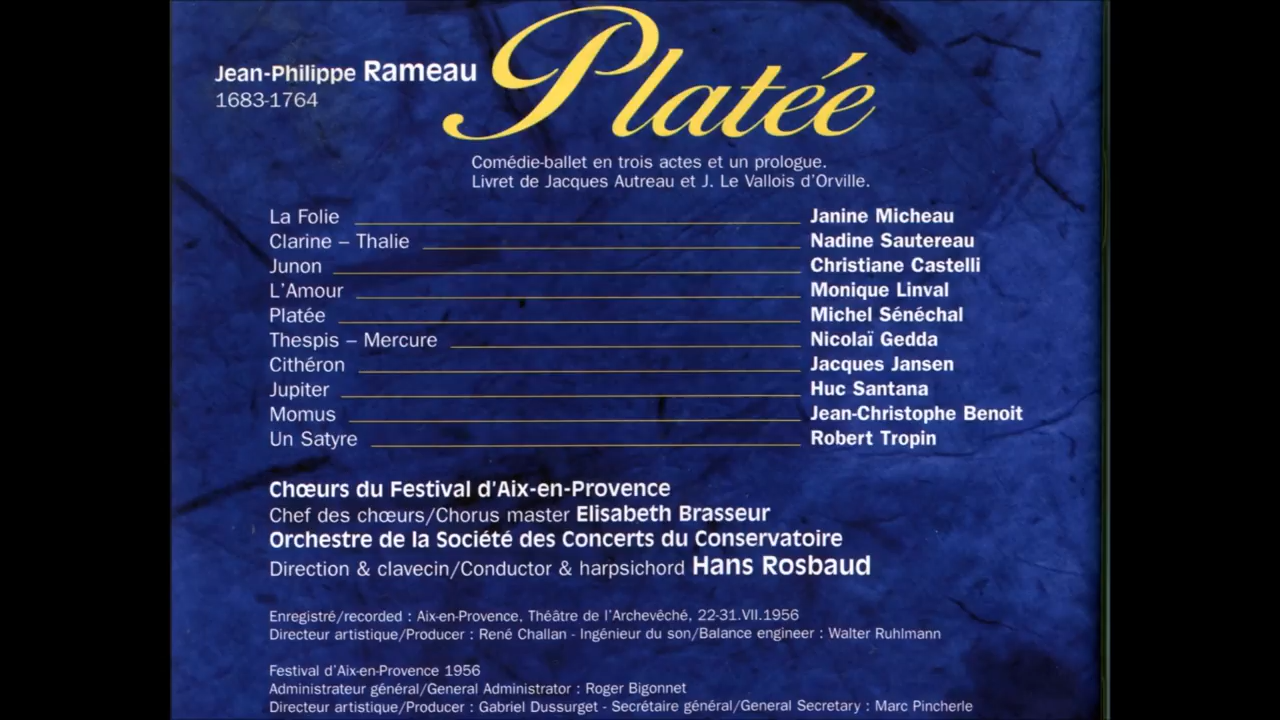 Jean-Philippe Rameau
1683-1764
Platée
Comédie-ballet en trois actes et un prologue.
Livret de Jacques Autreau et J. Le Vallois d'Orville.
La Folie Janine Micheau
Clarine – Thalie Nadine Sautereau
Junon Christiane Castelli
L'Amour Monique Linval
Platée Michel Sénéchal
Thespis – Mercure Nicolaï Gedda
Cithéron Jacques Jansen
Jupiter Huc Santana
Momus Jean-Christophe Benoit
Un Satyre Robert Tropin
Chœurs du Festival d'Aix-en-Provence
Chef des chœurs/Chorus master Elisabeth Brasseur
Orchestre de la Société des Concerts du Conservatoire
Direction & clavecin/Conductor & harpsichord Hans Rosbaud
Enregistré/recorded : Aix-en-Provence, Théâtre de l'Archevêché, 22-31.VII.1956
Directeur artistique/Producer : René Challan - Ingénieur du son/Balance engineer : Walter Ruhlmann
Festival d'Aix-en-Provence 1956
Administrateur général/General Administrator : Roger Bigonnet
Directeur artistique/Producer : Gabriel Dussurget - Secrétaire général/General Secretary : Marc Pincherle